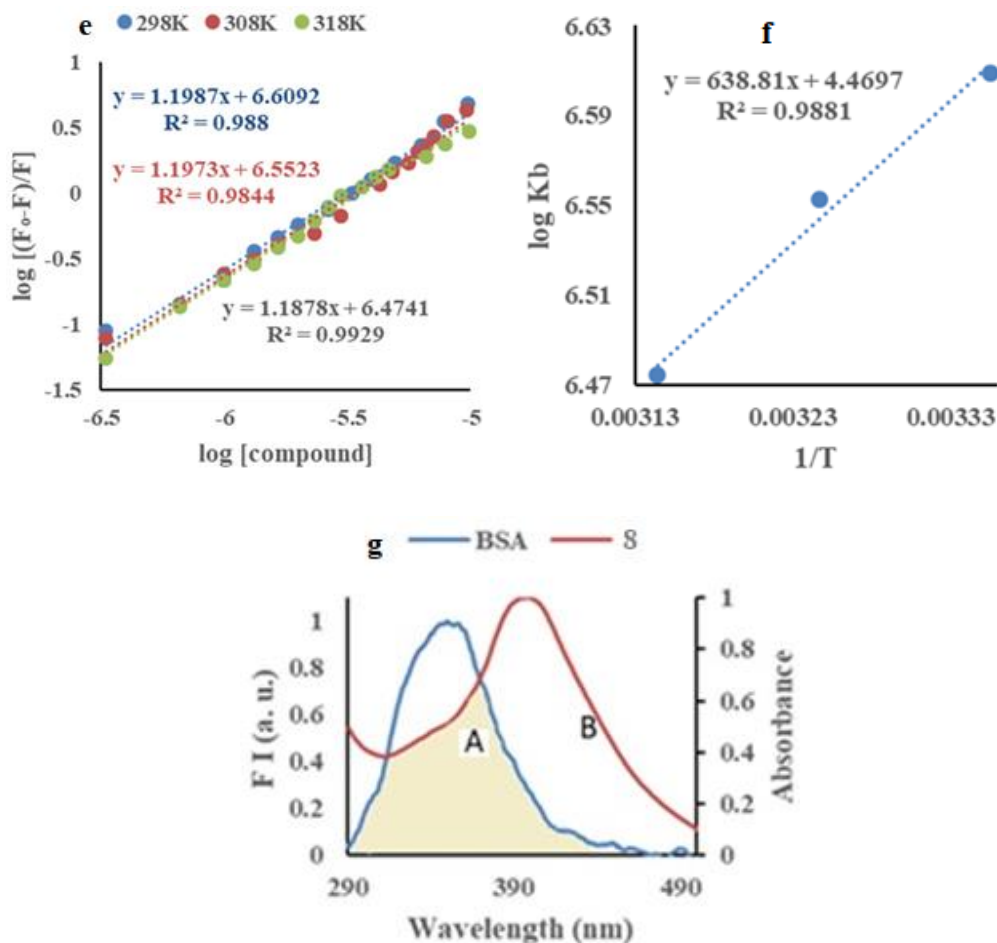 e
298K 308K 318K
1
0.5
0
-0.5
-1
-1.5
y = 1.1987x + 6.6092
R² = 0.988
y = 1.1973x + 6.5523
R² = 0.9844
y = 1.1878x + 6.4741
R² = 0.9929
log [(F₀-F)/F]
-6.5 -6 -5.5 -5
log [compound]
f
6.63
6.59
6.55
6.51
6.47
y = 638.81x + 4.4697
R² = 0.9881
log Kb
0.00313 0.00323 0.00333
1/T
g
BSA 8
1
0.8
0.6
0.4
0.2
0
F I (a. u.)
A
B
1
0.8
0.6
0.4
0.2
0
Absorbance
290 390 490
Wavelength (nm)